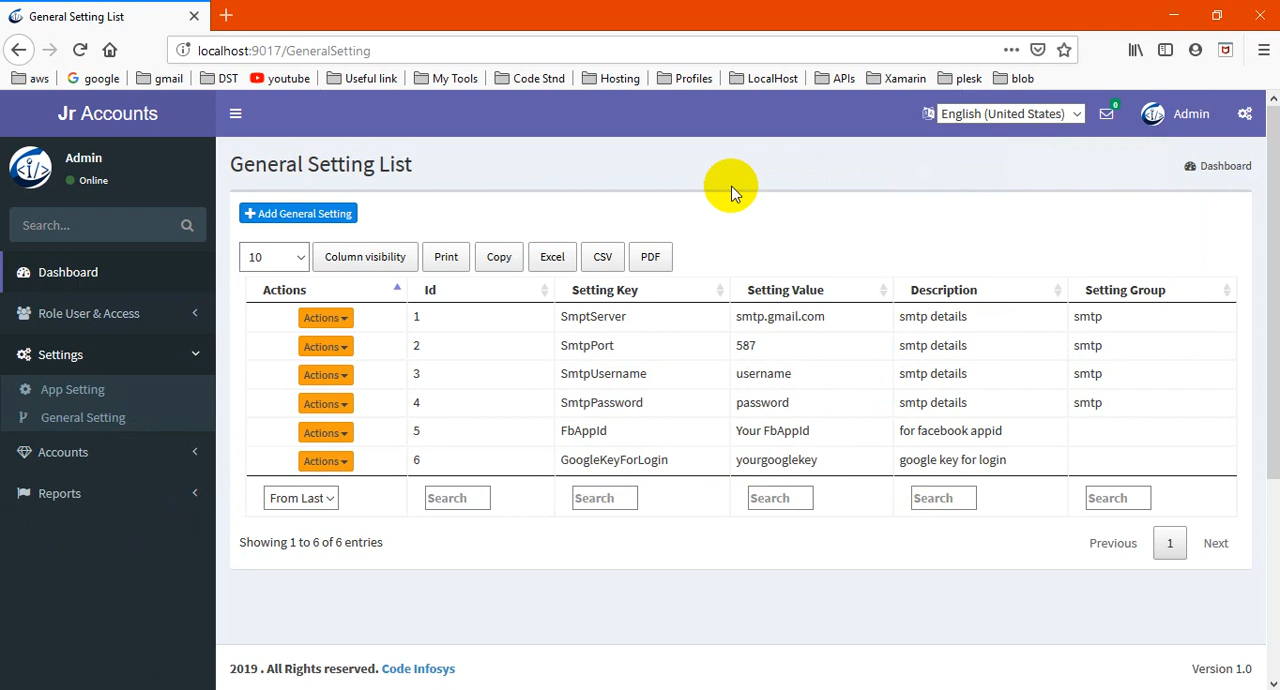 General Setting List
localhost:9017/GeneralSetting
aws google gmail DST youtube Useful link My Tools Code Stnd Hosting Profiles LocalHost APIs Xamarin plesk blob
Jr Accounts
English (United States)
0
Admin
Admin
Online
Search...
Dashboard
Role User & Access
Settings
App Setting
General Setting
Accounts
Reports
General Setting List
Dashboard
Add General Setting
10 Column visibility Print Copy Excel CSV PDF
Actions Id Setting Key Setting Value Description Setting Group
Actions 1 SmptServer smtp.gmail.com smtp details smtp
Actions 2 SmtpPort 587 smtp details smtp
Actions 3 SmtpUsername username smtp details smtp
Actions 4 SmtpPassword password smtp details smtp
Actions 5 FbAppId Your FbAppId for facebook appid
Actions 6 GoogleKeyForLogin yourgooglekey google key for login
From Last Search Search Search Search Search
Showing 1 to 6 of 6 entries
Previous 1 Next
2019 . All Rights reserved. Code Infosys
Version 1.0